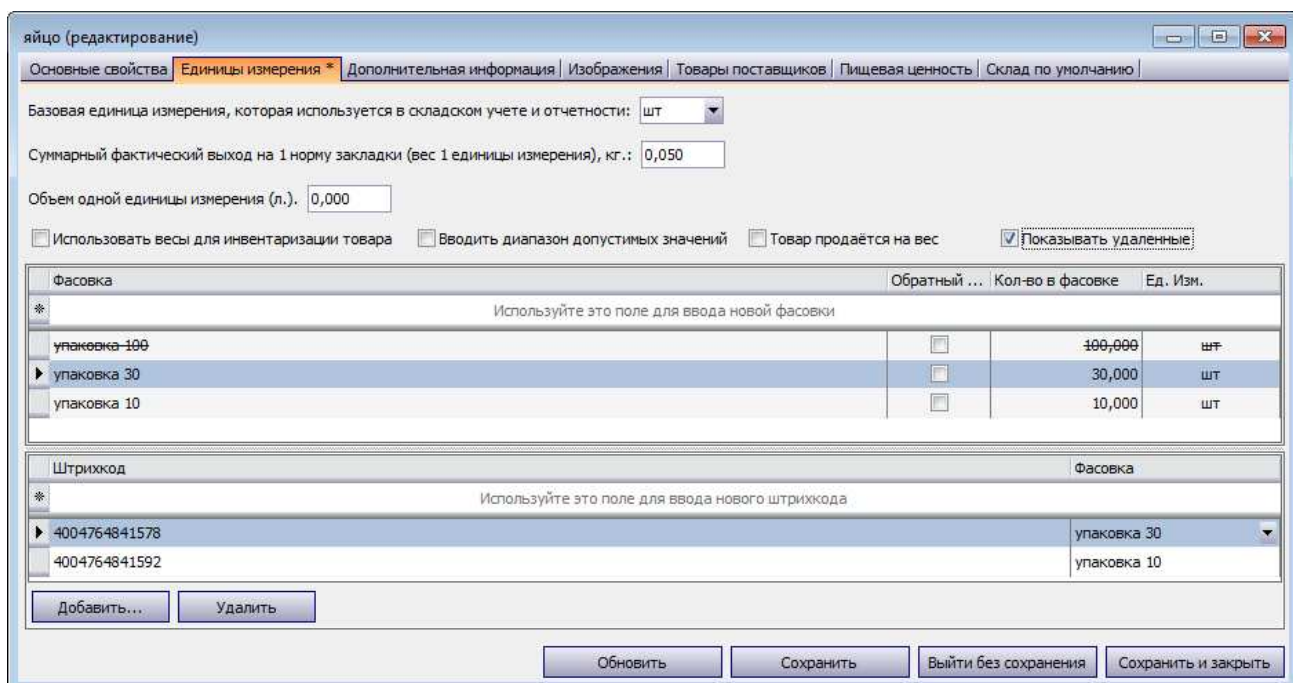 яйцо (редактирование)
Основные свойства Единицы измерения * Дополнительная информация Изображения Товары поставщиков Пищевая ценность Склад по умолчанию
Базовая единица измерения, которая используется в складском учете и отчетности: шт
Суммарный фактический выход на 1 норму закладки (вес 1 единицы измерения), кг.: 0,050
Объем одной единицы измерения (л.). 0,000
Использовать весы для инвентаризации товара Вводить диапазон допустимых значений Товар продаётся на вес Показывать удаленные
Фасовка Обратный ... Кол-во в фасовке Ед. Изм.
Используйте это поле для ввода новой фасовки
упаковка 100 100,000 шт
упаковка 30 30,000 шт
упаковка 10 10,000 шт
Штрихкод Фасовка
Используйте это поле для ввода нового штрихкода
4004764841578 упаковка 30
4004764841592 упаковка 10
Добавить... Удалить
Обновить Сохранить Выйти без сохранения Сохранить и закрыть